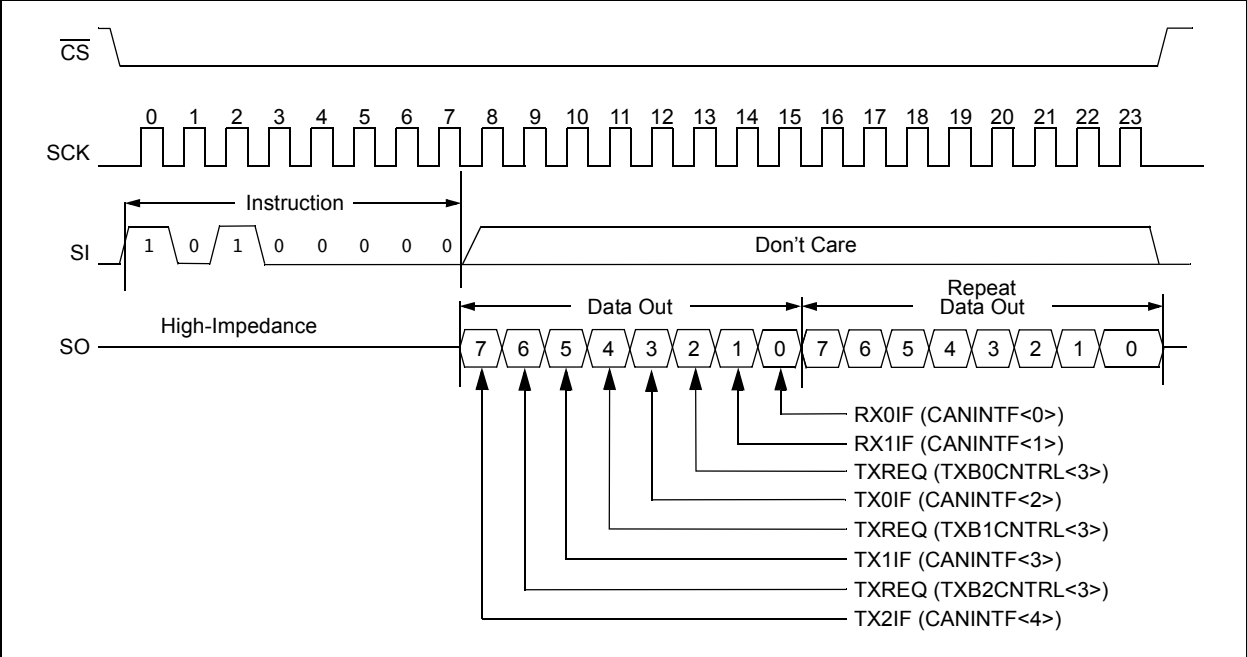 CS
0 1 2 3 4 5 6 7 8 9 10 11 12 13 14 15 16 17 18 19 20 21 22 23
SCK
Instruction
SI 1 0 1 0 0 0 0 0 Don't Care
High-Impedance
Data Out
Repeat
Data Out
SO 7 6 5 4 3 2 1 0 7 6 5 4 3 2 1 0
RX0IF (CANINTF<0>)
RX1IF (CANINTF<1>)
TXREQ (TXB0CNTRL<3>)
TX0IF (CANINTF<2>)
TXREQ (TXB1CNTRL<3>)
TX1IF (CANINTF<3>)
TXREQ (TXB2CNTRL<3>)
TX2IF (CANINTF<4>)